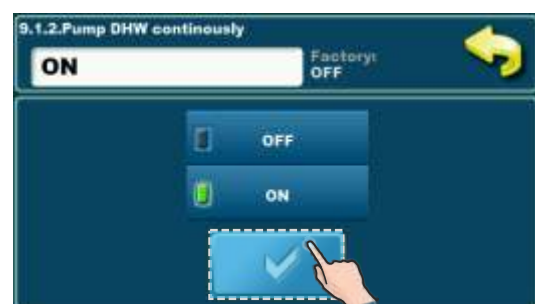 9.1.2.Pump DHW continously
ON
Factory:
OFF
OFF
ON